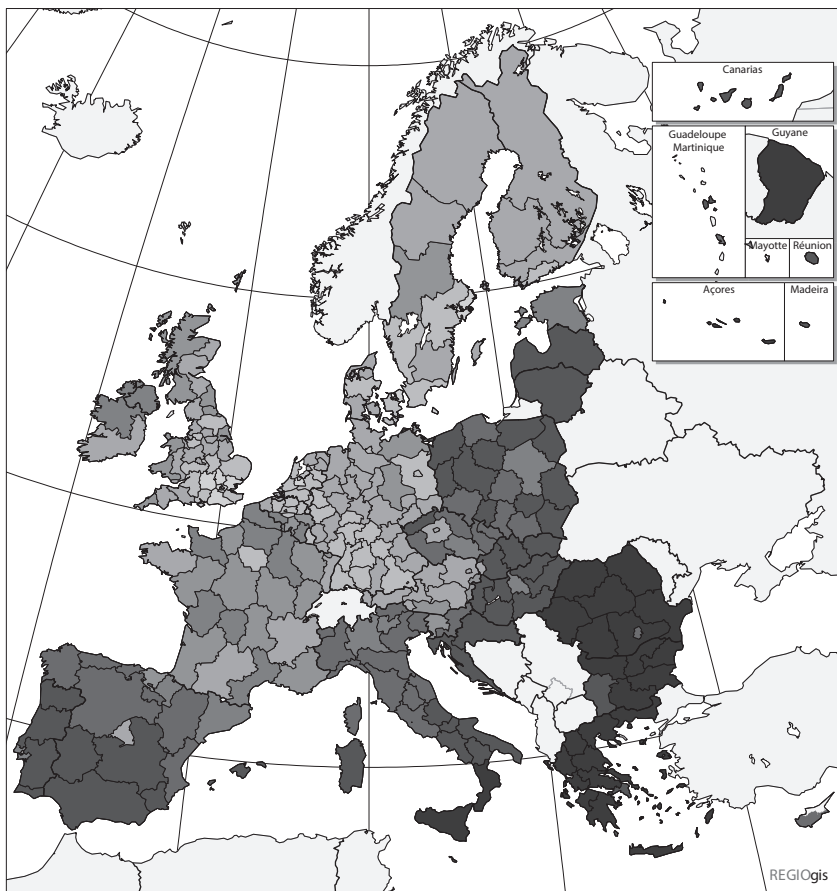 Canarias
Guadeloupe
Martinique
Guyane
Mayotte
Réunion
Açores
Madeira
REGIOgis